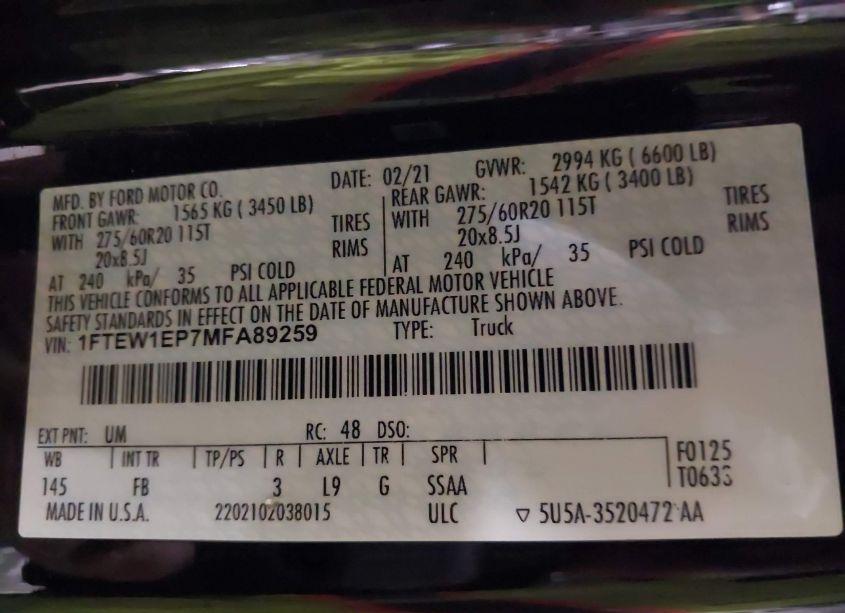 MFD. BY FORD MOTOR CO. DATE: 02/21 GVWR: 2994 KG ( 6600 LB)
FRONT GAWR: 1565 KG ( 3450 LB) REAR GAWR: 1542 KG ( 3400 LB)
WITH 275/60R20 115T TIRES WITH 275/60R20 115T TIRES
20x8.5J RIMS 20x8.5J RIMS
AT 240 kPa/ 35 PSI COLD AT 240 kPa/ 35 PSI COLD
THIS VEHICLE CONFORMS TO ALL APPLICABLE FEDERAL MOTOR VEHICLE
SAFETY STANDARDS IN EFFECT ON THE DATE OF MANUFACTURE SHOWN ABOVE.
VIN: 1FTEW1EP7MFA89259 TYPE: Truck
EXT PNT: UM RC: 48 DSO:
WB INT TR TP/PS R AXLE TR SPR F0125
145 FB 3 L9 G SSAA T0633
MADE IN U.S.A. 2202102038015 ULC ▽ 5U5A-3520472 AA